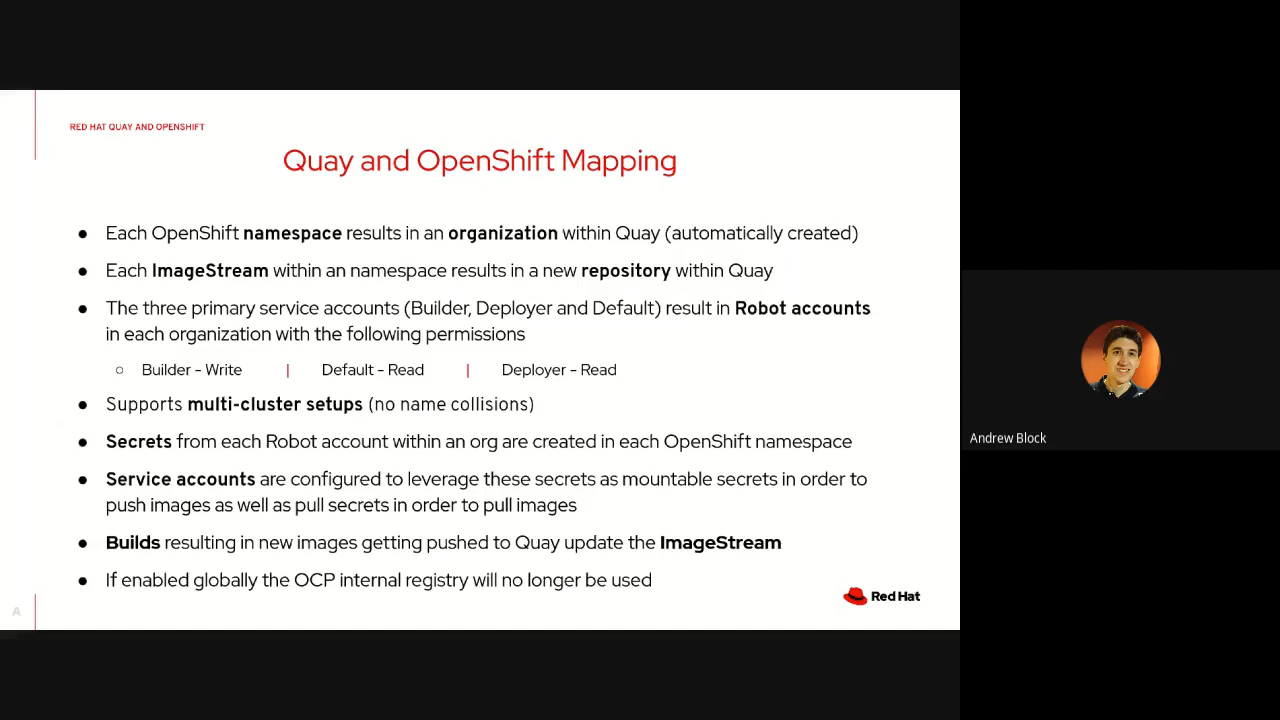 RED HAT QUAY AND OPENSHIFT
Quay and OpenShift Mapping
● Each OpenShift namespace results in an organization within Quay (automatically created)
● Each ImageStream within an namespace results in a new repository within Quay
● The three primary service accounts (Builder, Deployer and Default) result in Robot accounts
in each organization with the following permissions
○ Builder - Write | Default - Read | Deployer - Read
● Supports multi-cluster setups (no name collisions)
● Secrets from each Robot account within an org are created in each OpenShift namespace
● Service accounts are configured to leverage these secrets as mountable secrets in order to
push images as well as pull secrets in order to pull images
● Builds resulting in new images getting pushed to Quay update the ImageStream
● If enabled globally the OCP internal registry will no longer be used
A
Red Hat
Andrew Block